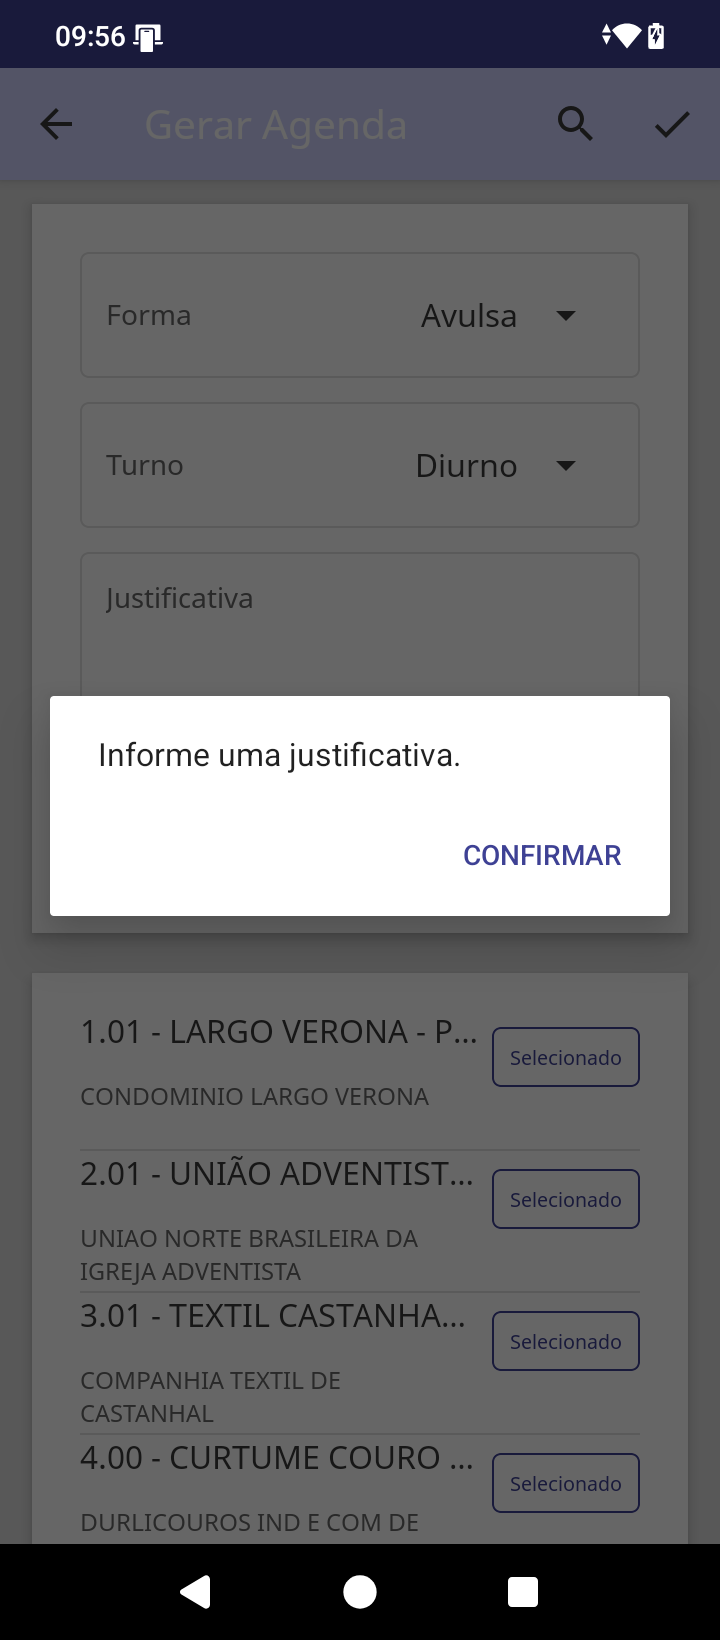 09:56
Gerar Agenda
Forma
Avulsa
Turno
Diurno
Justificativa
Informe uma justificativa.
CONFIRMAR
1.01 - LARGO VERONA - P...
Selecionado
CONDOMINIO LARGO VERONA
2.01 - UNIÃO ADVENTIST...
Selecionado
UNIAO NORTE BRASILEIRA DA
IGREJA ADVENTISTA
3.01 - TEXTIL CASTANHA...
Selecionado
COMPANHIA TEXTIL DE
CASTANHAL
4.00 - CURTUME COURO ...
Selecionado
DURLICOUROS IND E COM DE